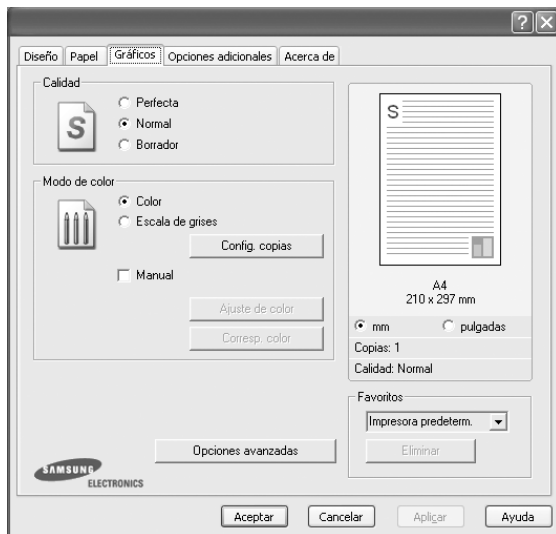 Diseño Papel Gráficos Opciones adicionales Acerca de
Calidad
S
Perfecta
Normal
Borrador
Modo de color
Color
Escala de grises
Config. copias
Manual
Ajuste de color
Corresp. color
Opciones avanzadas
SAMSUNG
ELECTRONICS
S
A4
210 x 297 mm
mm pulgadas
Copias: 1
Calidad: Normal
Favoritos
Impresora predeterm.
Eliminar
Aceptar Cancelar Aplicar Ayuda